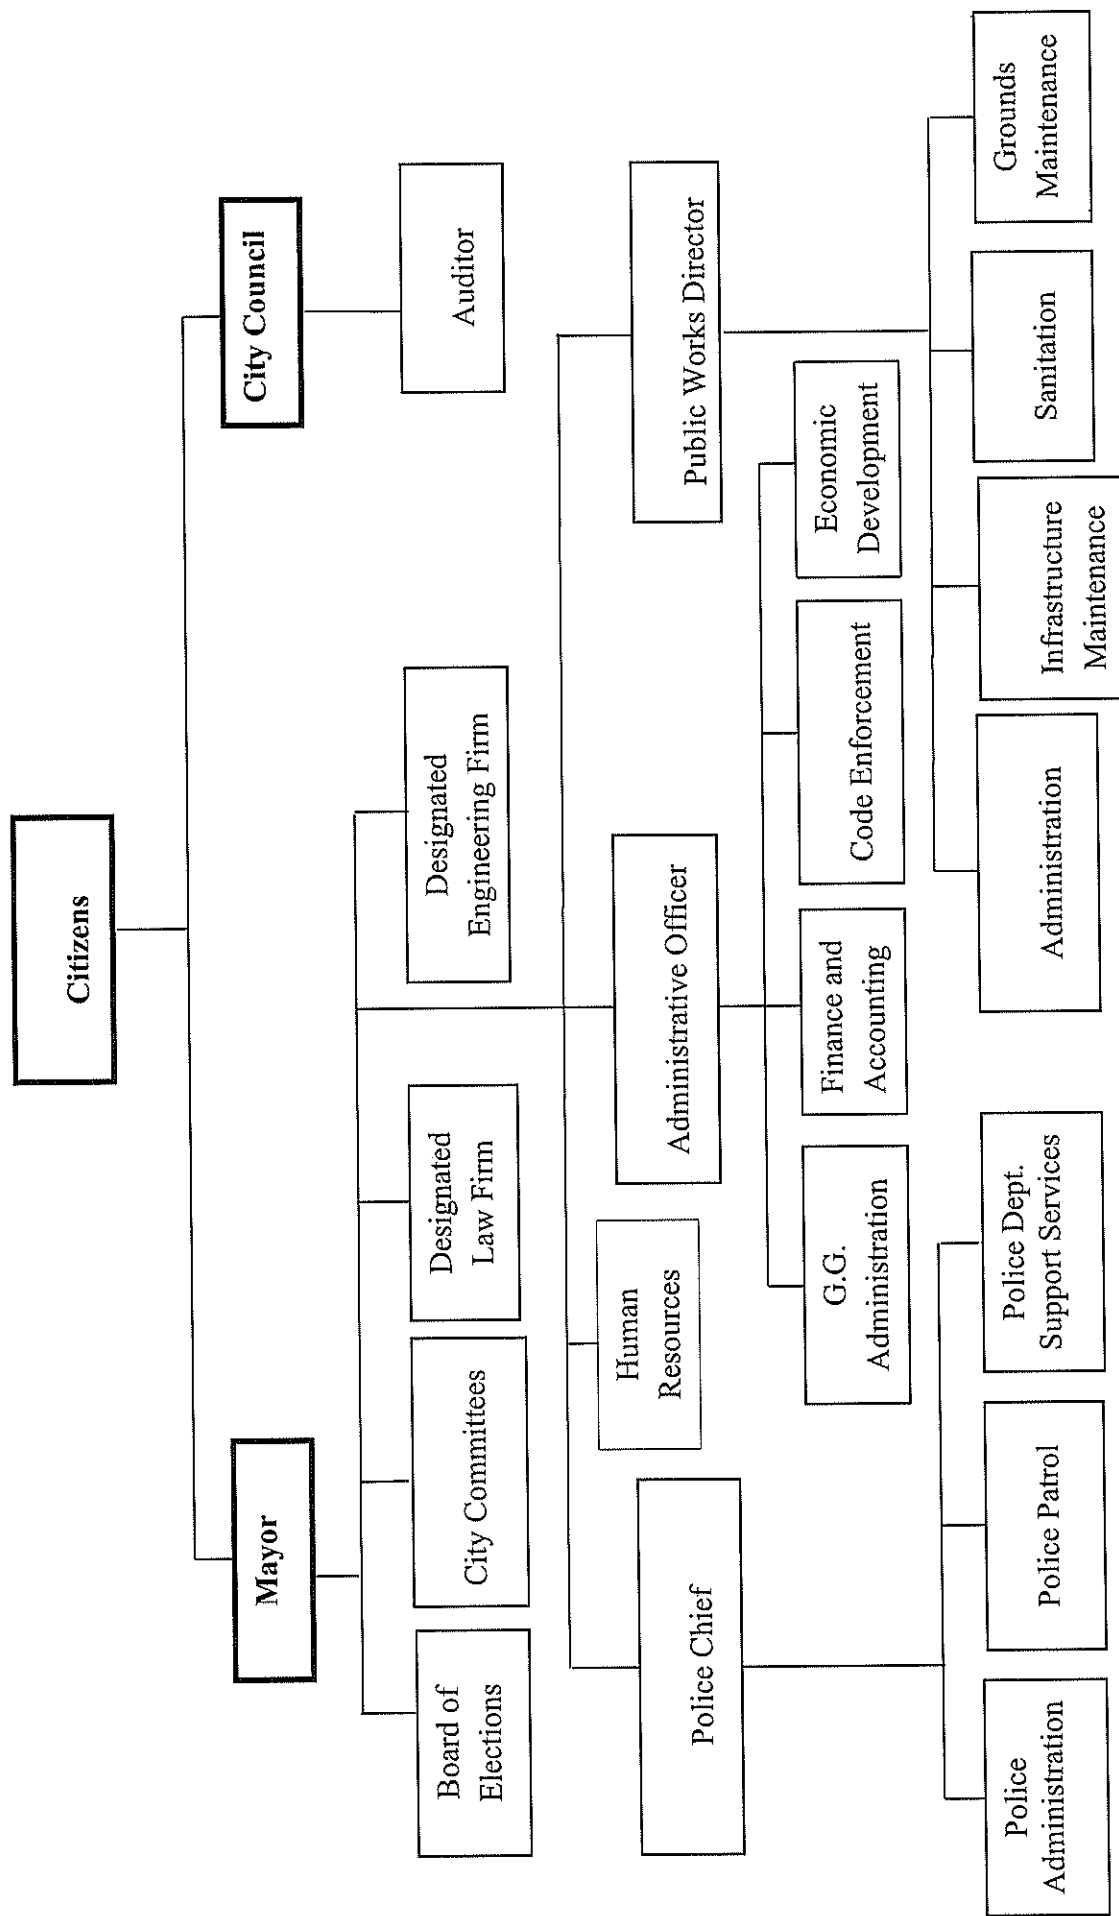 Citizens
Mayor
City Council
Board of
Elections
City Committees
Designated
Law Firm
Designated
Engineering Firm
Auditor
Police Chief
Human
Resources
Administrative Officer
Public Works Director
G.G.
Administration
Finance and
Accounting
Code Enforcement
Economic
Development
Police
Administration
Police Patrol
Police Dept.
Support Services
Administration
Infrastructure
Maintenance
Sanitation
Grounds
Maintenance